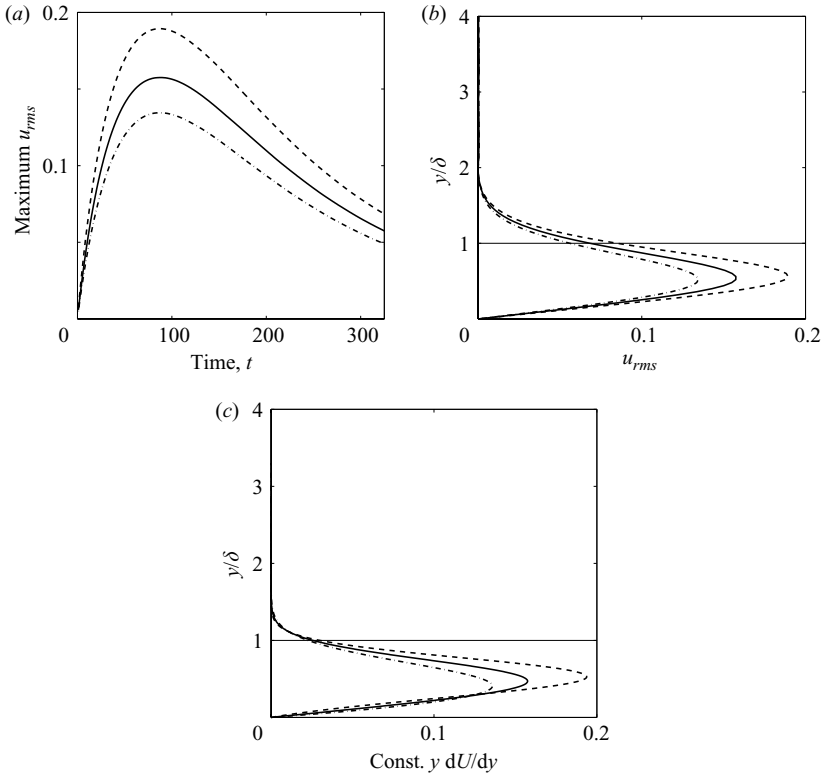 (a)
0.2
0.1
0
100
200
300
Maximum u_rms
Time, t
(b)
4
3
2
1
0
0.1
0.2
y/δ
u_rms
(c)
4
3
2
1
0
0.1
0.2
y/δ
Const. y dU/dy